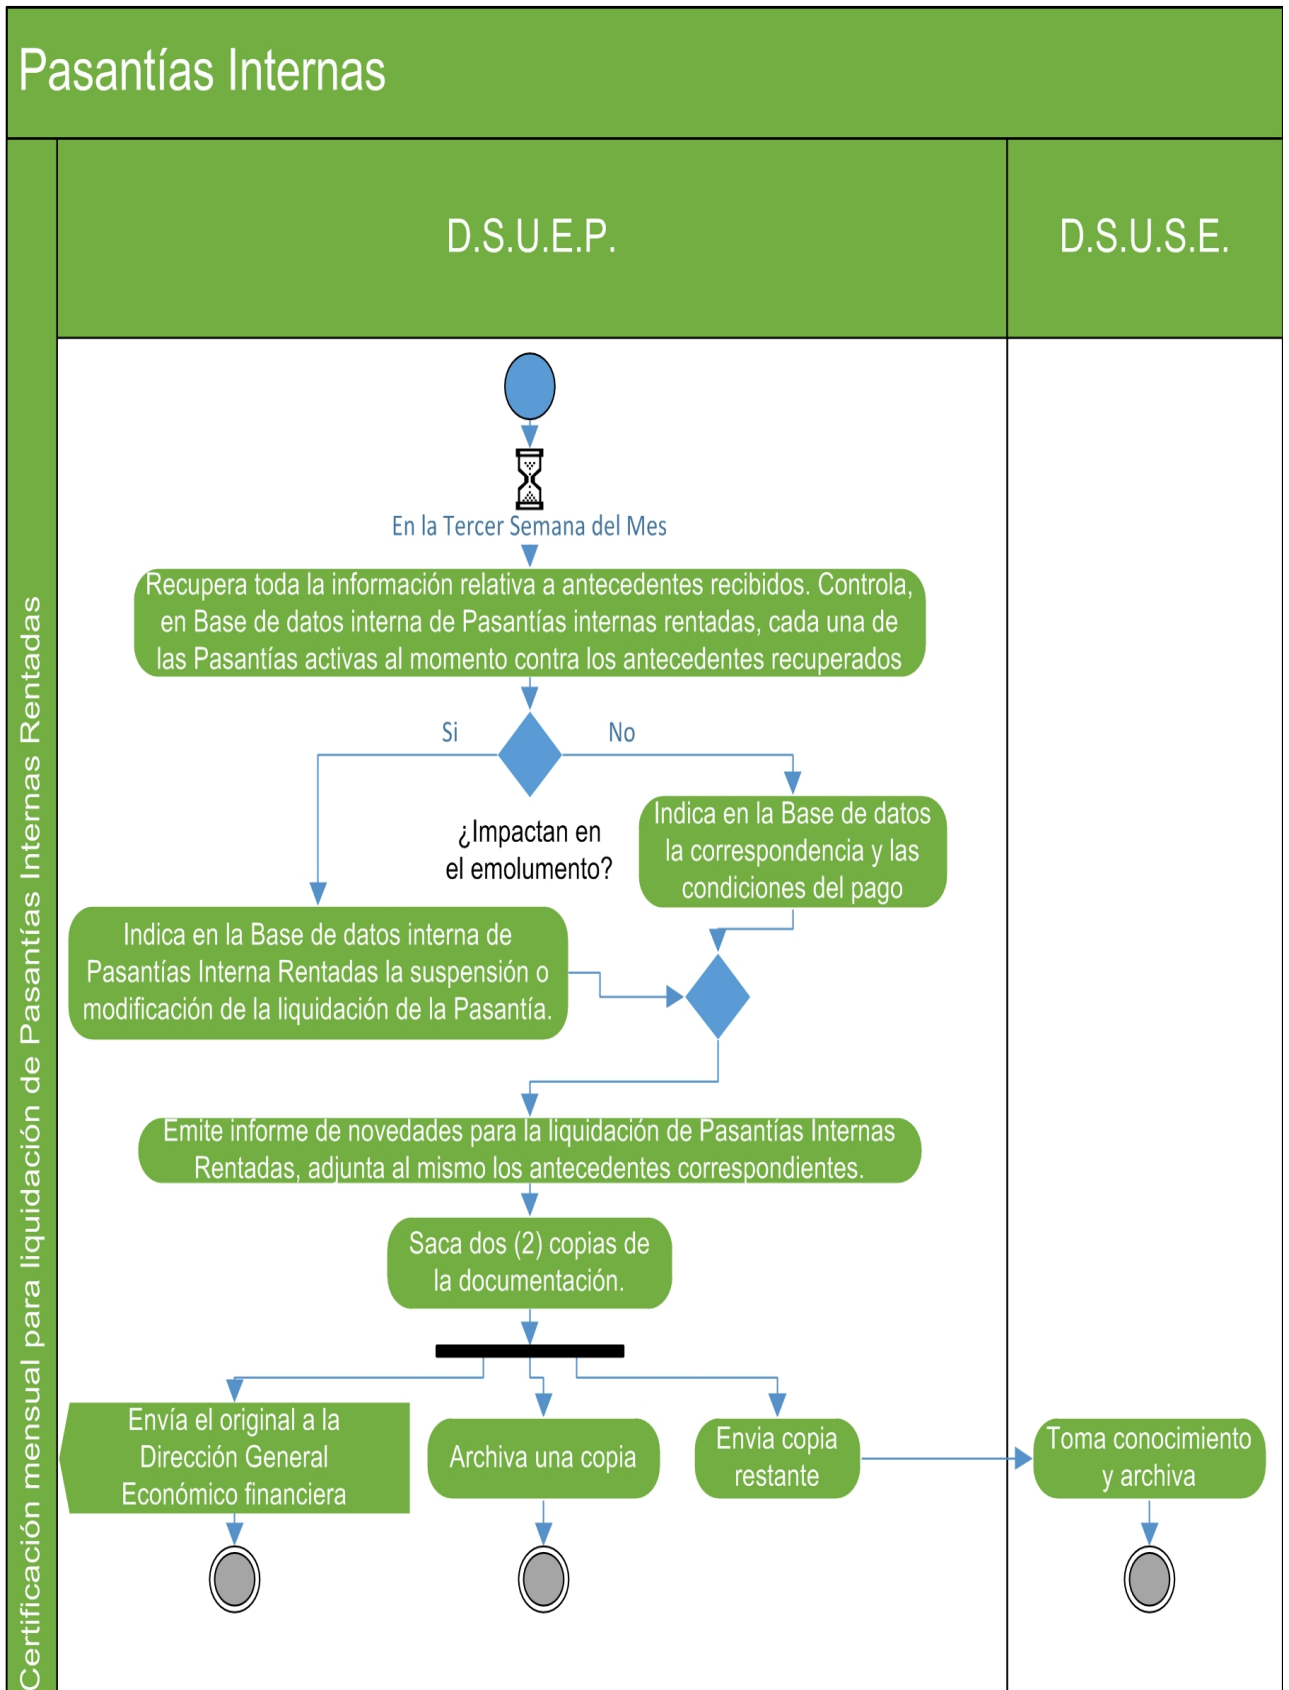 Pasantías Internas
D.S.U.E.P.
D.S.U.S.E.
Certificación mensual para liquidación de Pasantías Internas Rentadas
En la Tercer Semana del Mes
Recupera toda la información relativa a antecedentes recibidos. Controla,
en Base de datos interna de Pasantías internas rentadas, cada una de
las Pasantías activas al momento contra los antecedentes recuperados
Si
No
¿Impactan en
el emolumento?
Indica en la Base de datos
la correspondencia y las
condiciones del pago
Indica en la Base de datos interna de
Pasantías Interna Rentadas la suspensión o
modificación de la liquidación de la Pasantía.
Emite informe de novedades para la liquidación de Pasantías Internas
Rentadas, adjunta al mismo los antecedentes correspondientes.
Saca dos (2) copias de
la documentación.
Envía el original a la
Dirección General
Económico financiera
Archiva una copia
Envia copia
restante
Toma conocimiento
y archiva